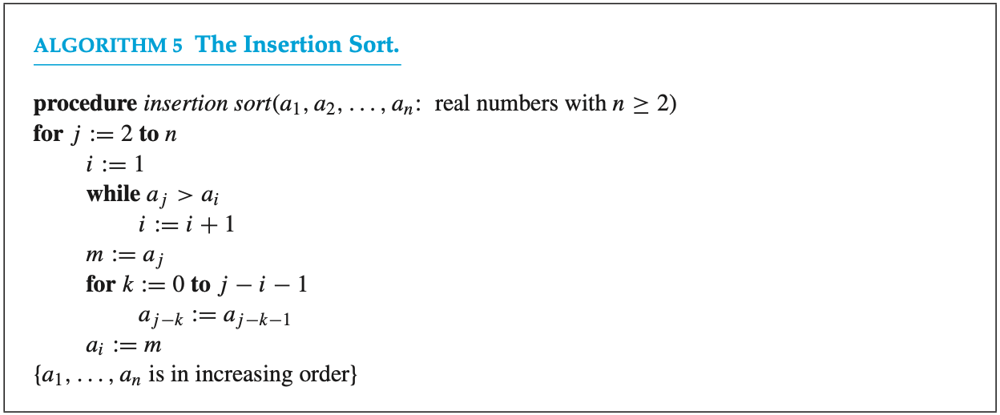 ALGORITHM 5 The Insertion Sort.
procedure insertion sort(a₁, a₂, . . . , aₙ: real numbers with n ≥ 2)
for j := 2 to n
i := 1
while aⱼ > aᵢ
i := i + 1
m := aⱼ
for k := 0 to j − i − 1
aⱼ₋ₖ := aⱼ₋ₖ₋₁
aᵢ := m
{a₁, . . . , aₙ is in increasing order}